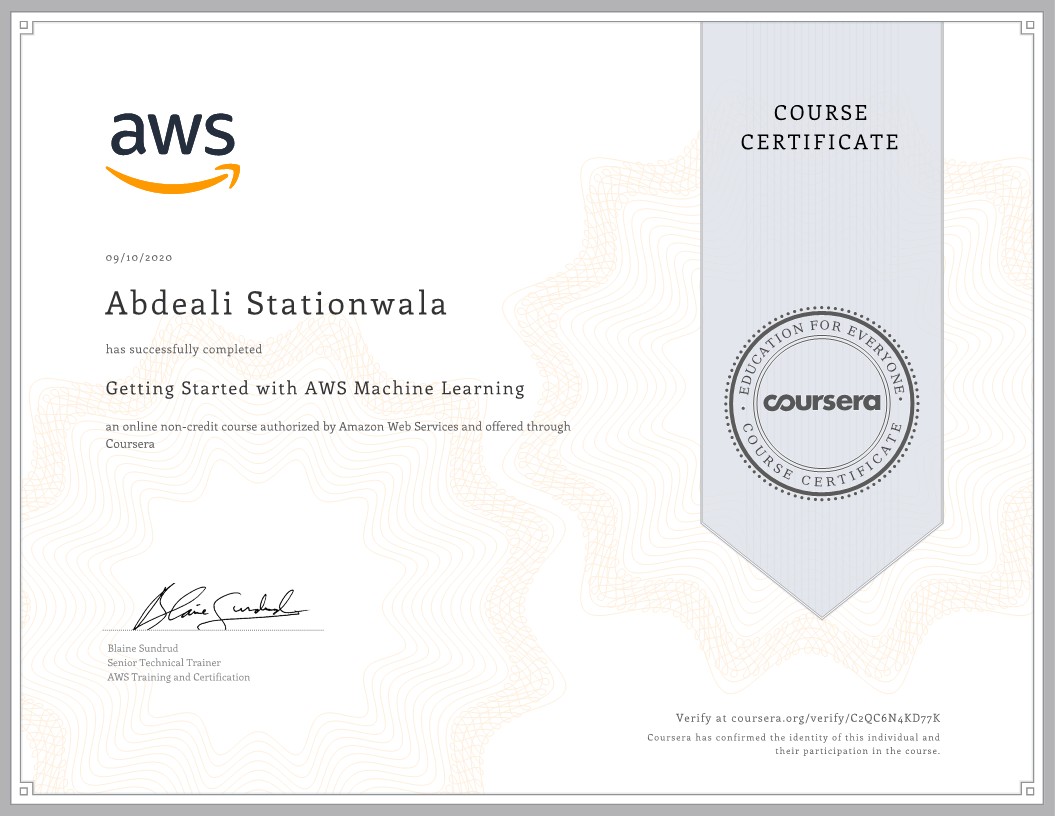 COURSE
CERTIFICATE
aws
09/10/2020
Abdeali Stationwala
has successfully completed
Getting Started with AWS Machine Learning
an online non-credit course authorized by Amazon Web Services and offered through
Coursera
EDUCATION FOR EVERYONE
coursera
COURSE CERTIFICATE
Blaine Sundrud
Blaine Sundrud
Senior Technical Trainer
AWS Training and Certification
Verify at coursera.org/verify/C2QC6N4KD77K
Coursera has confirmed the identity of this individual and
their participation in the course.